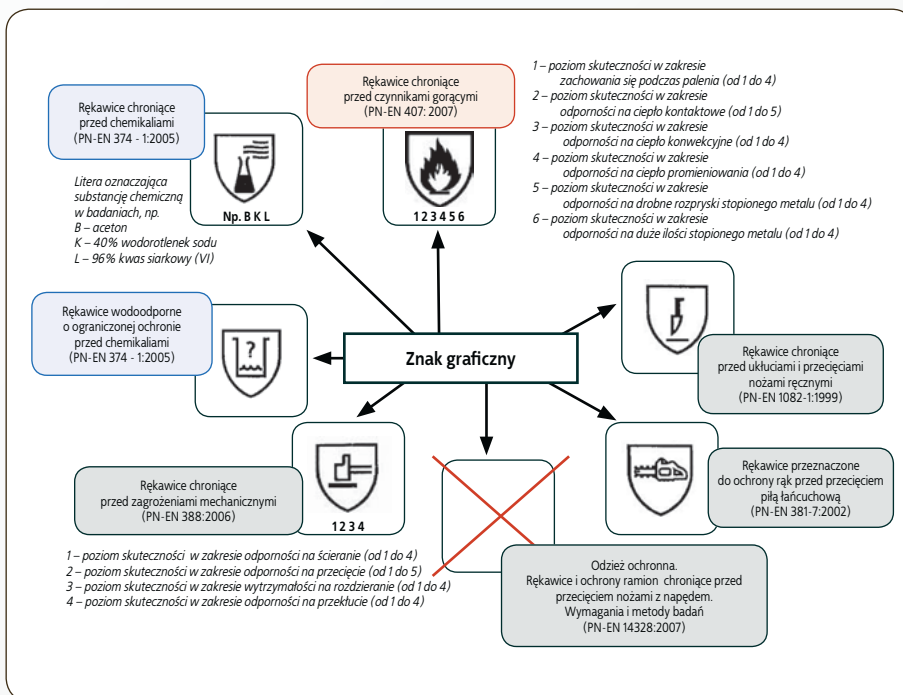 Rękawice chroniące
przed chemikaliami
(PN-EN 374 - 1:2005)
Np. B K L
Litera oznaczająca
substancję chemiczną
w badaniach, np.
B – aceton
K – 40% wodorotlenek sodu
L – 96% kwas siarkowy (VI)
Rękawice chroniące
przed czynnikami gorącymi
(PN-EN 407: 2007)
1 2 3 4 5 6
1 – poziom skuteczności w zakresie
zachowania się podczas palenia (od 1 do 4)
2 – poziom skuteczności w zakresie
odporności na ciepło kontaktowe (od 1 do 5)
3 – poziom skuteczności w zakresie
odporności na ciepło konwekcyjne (od 1 do 4)
4 – poziom skuteczności w zakresie
odporności na ciepło promieniowania (od 1 do 4)
5 – poziom skuteczności w zakresie
odporności na drobne rozpryski stopionego metalu (od 1 do 4)
6 – poziom skuteczności w zakresie
odporności na duże ilości stopionego metalu (od 1 do 4)
Rękawice wodoodporne
o ograniczonej ochronie
przed chemikaliami
(PN-EN 374 - 1:2005)
?
Znak graficzny
Rękawice chroniące
przed ukłuciami i przecięciami
nożami ręcznymi
(PN-EN 1082-1:1999)
Rękawice chroniące
przed zagrożeniami mechanicznymi
(PN-EN 388:2006)
1 2 3 4
1 – poziom skuteczności w zakresie odporności na ścieranie (od 1 do 4)
2 – poziom skuteczności w zakresie odporności na przecięcie (od 1 do 5)
3 – poziom skuteczności w zakresie wytrzymałości na rozdzieranie (od 1 do 4)
4 – poziom skuteczności w zakresie odporności na przekłucie (od 1 do 4)
Rękawice przeznaczone
do ochrony rąk przed przecięciem
piłą łańcuchową
(PN-EN 381-7:2002)
Odzież ochronna.
Rękawice i ochrony ramion chroniące przed
przecięciem nożami z napędem.
Wymagania i metody badań
(PN-EN 14328:2007)